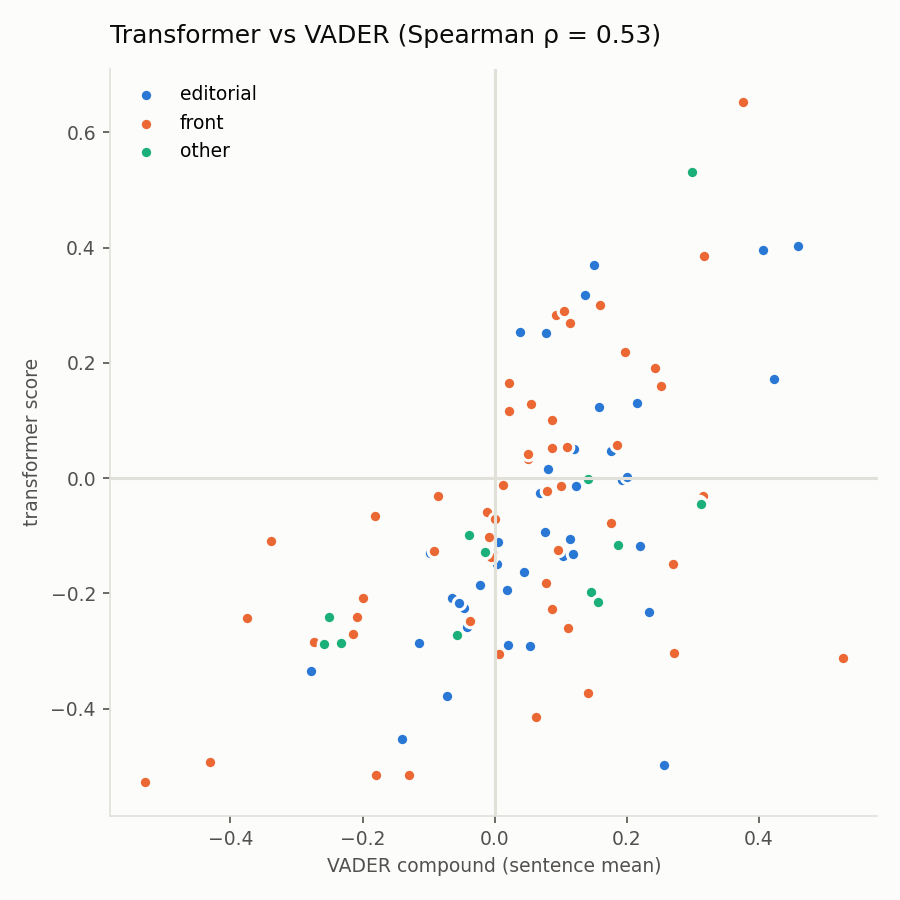 Transformer vs VADER (Spearman ρ = 0.53)
editorial
front
other
0.6
0.4
0.2
0.0
−0.2
−0.4
transformer score
−0.4
−0.2
0.0
0.2
0.4
VADER compound (sentence mean)